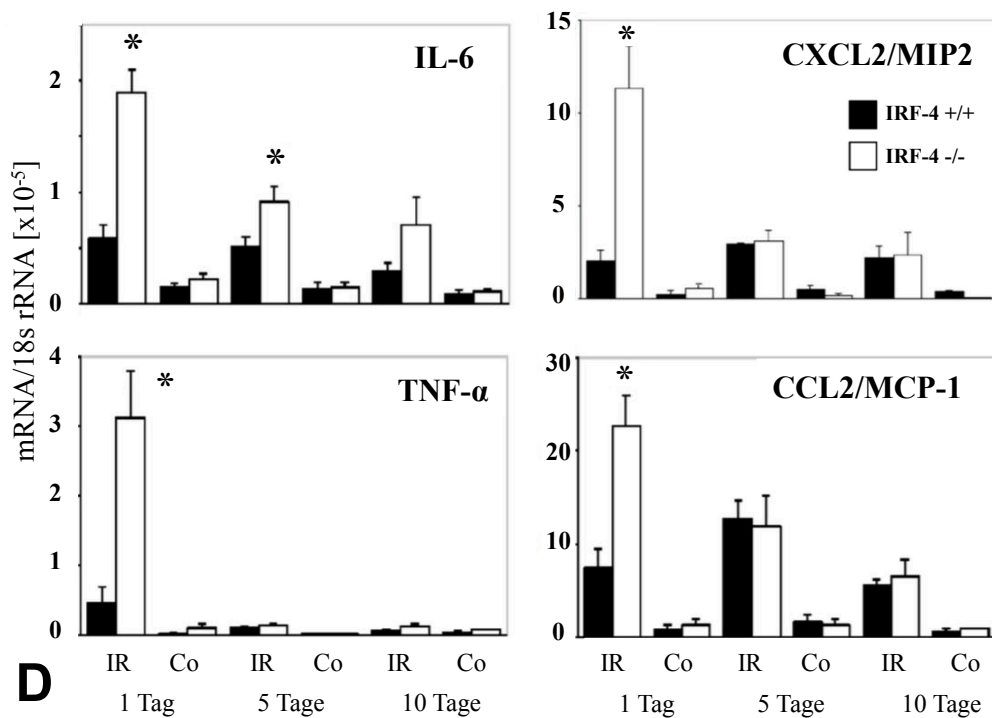 mRNA/18s rRNA [x10⁻⁵]
*
IL-6
2
*
1
0
15
*
CXCL2/MIP2
IRF-4 +/+
10
IRF-4 -/-
5
0
4
*
TNF-α
3
2
1
0
30
*
CCL2/MCP-1
20
10
0
IR Co IR Co IR Co
1 Tag 5 Tage 10 Tage
IR Co IR Co IR Co
1 Tag 5 Tage 10 Tage
D